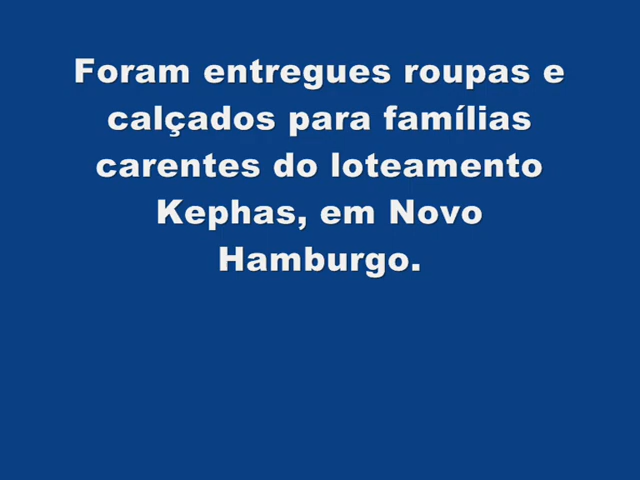 Foram entregues roupas e
calçados para famílias
carentes do loteamento
Kephas, em Novo
Hamburgo.